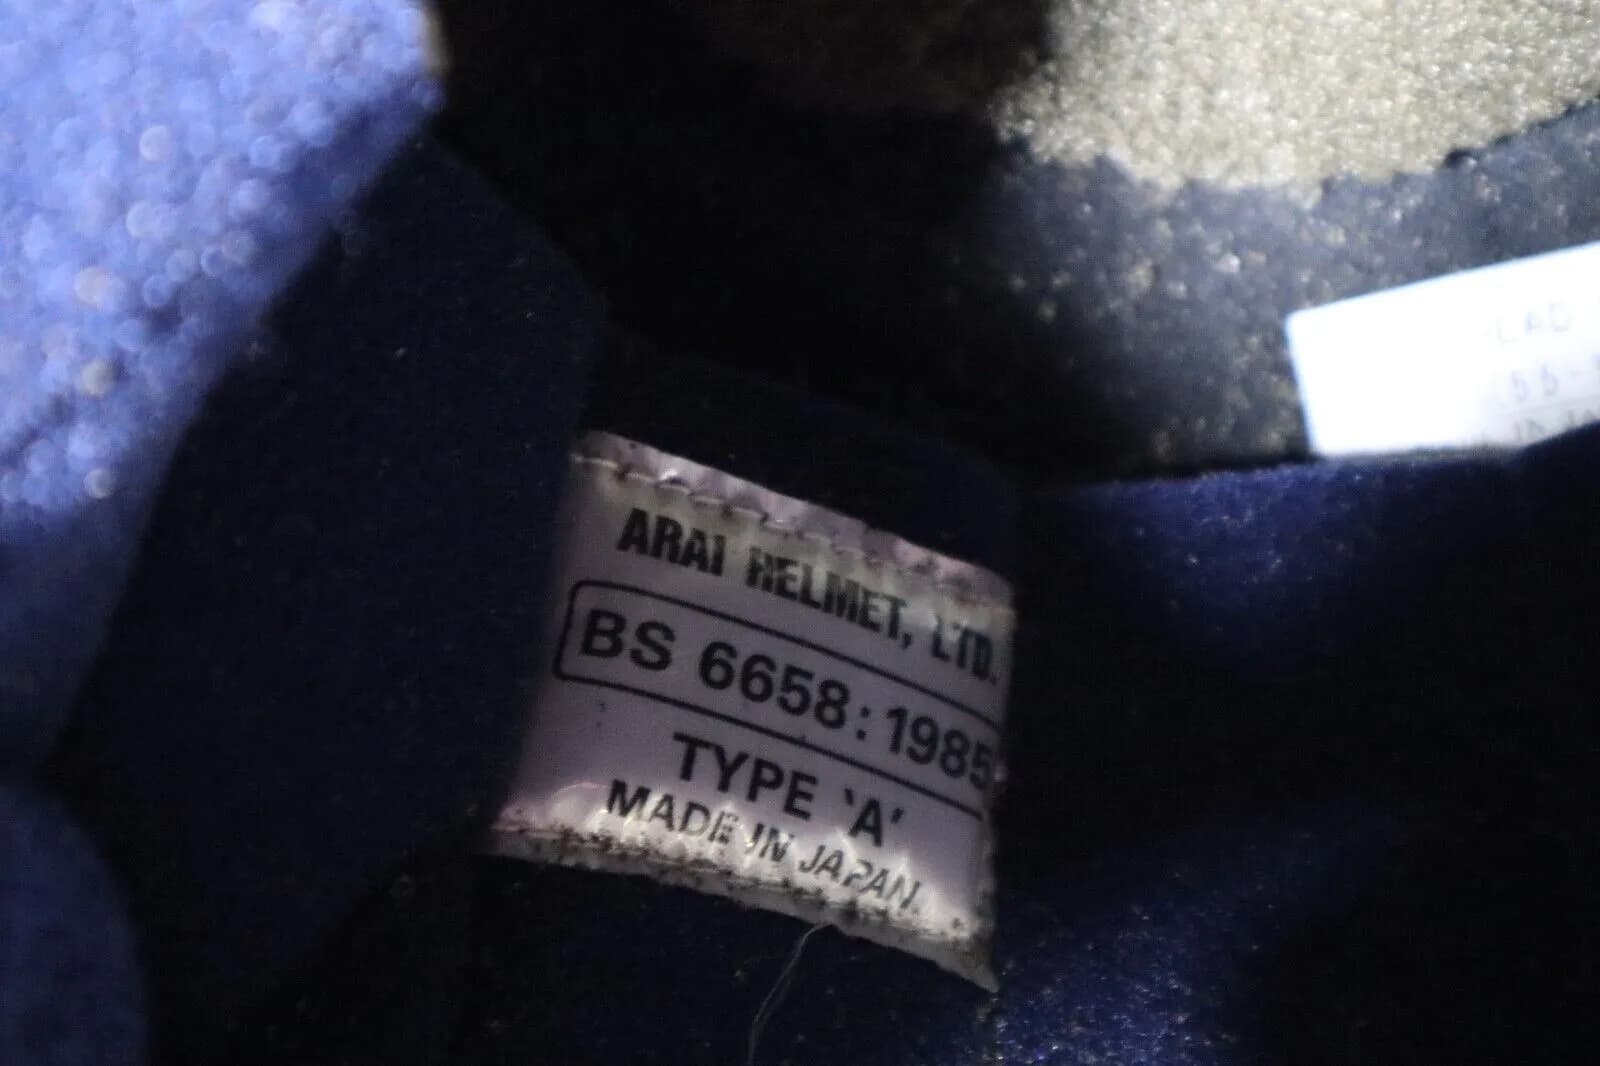 ARAI HELMET, LTD.
BS 6658:1985
TYPE 'A'
MADE IN JAPAN